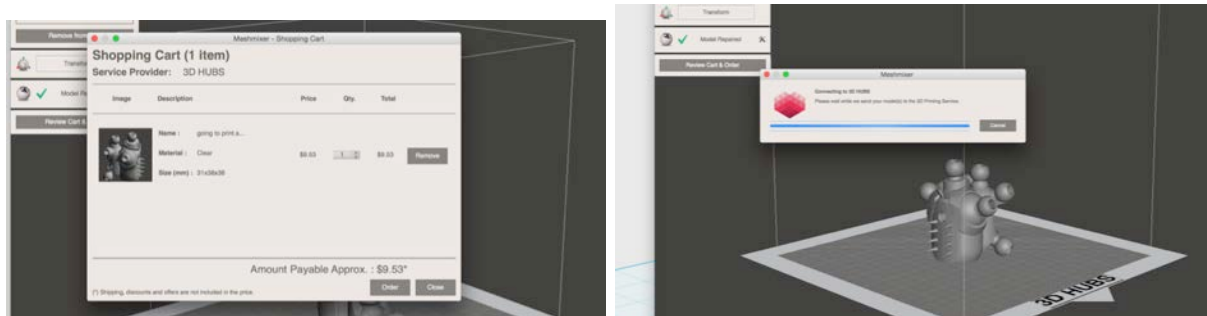 Remove from
Meshmixer - Shopping Cart
Shopping Cart (1 item)
Service Provider: 3D HUBS
Image Description Price Qty. Total
Name : going to print a...
Material : Clear
$9.53 1 $9.53 Remove
Size (mm) : 31x38x38
Model
Review Cart &
Amount Payable Approx. : $9.53*
(*) Shipping, discounts and offers are not included in the price.
Order Close
Transform
Model Repaired
Review Cart & Order
Meshmixer
Connecting to 3D HUBS
Please wait while we send your model(s) to the 3D Printing Service.
Cancel
3D HUBS